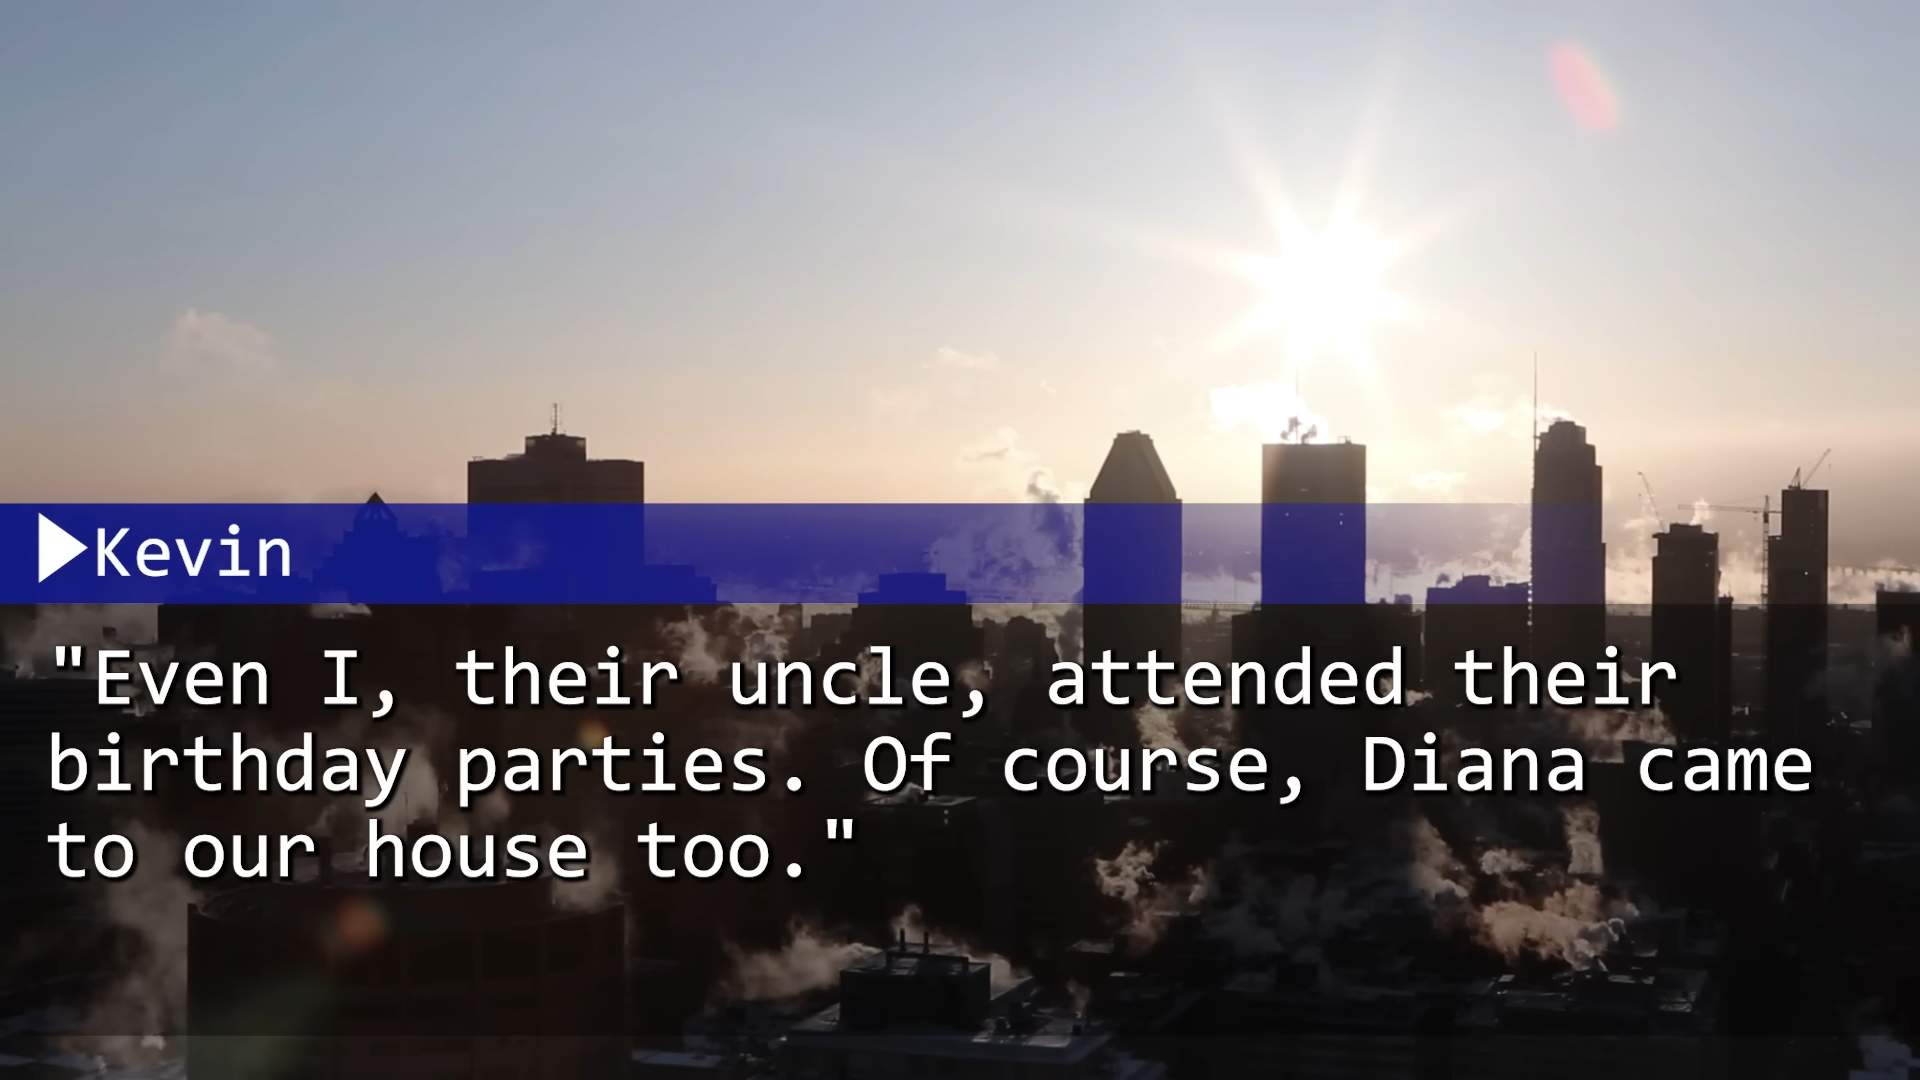 Kevin
"Even I, their uncle, attended their
birthday parties. Of course, Diana came
to our house too."